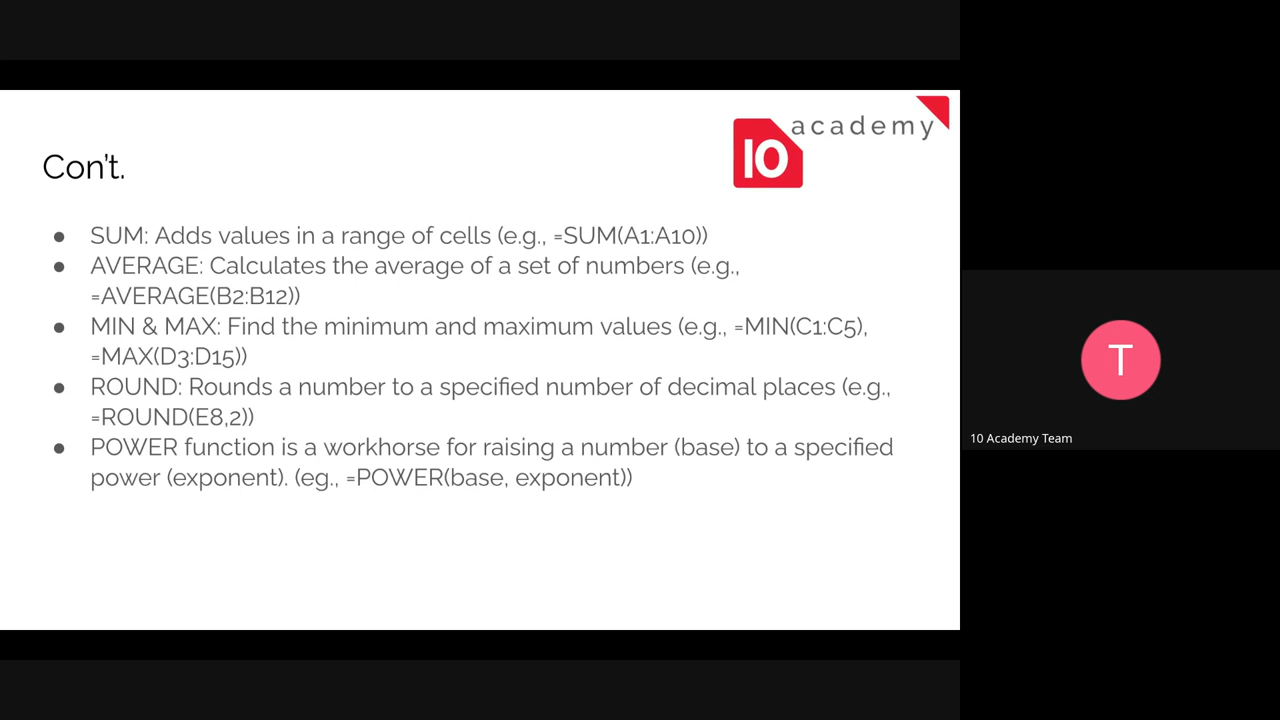 academy
10
Con't.
● SUM: Adds values in a range of cells (e.g., =SUM(A1:A10))
● AVERAGE: Calculates the average of a set of numbers (e.g.,
=AVERAGE(B2:B12))
● MIN & MAX: Find the minimum and maximum values (e.g., =MIN(C1:C5),
=MAX(D3:D15))
● ROUND: Rounds a number to a specified number of decimal places (e.g.,
=ROUND(E8,2))
● POWER function is a workhorse for raising a number (base) to a specified
power (exponent). (eg., =POWER(base, exponent))
T
10 Academy Team